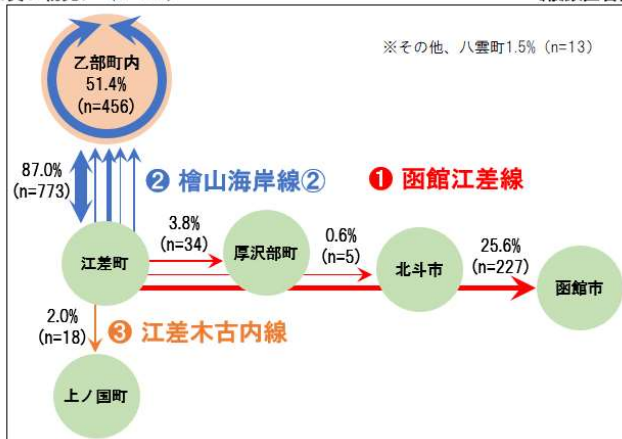 ※その他、八雲町1.5% (n=13)
乙部町内
51.4%
(n=456)
87.0%
(n=773)
❷ 檜山海岸線②
❶ 函館江差線
3.8%
(n=34)
0.6%
(n=5)
25.6%
(n=227)
江差町
厚沢部町
北斗市
函館市
2.0%
(n=18)
❸ 江差木古内線
上ノ国町